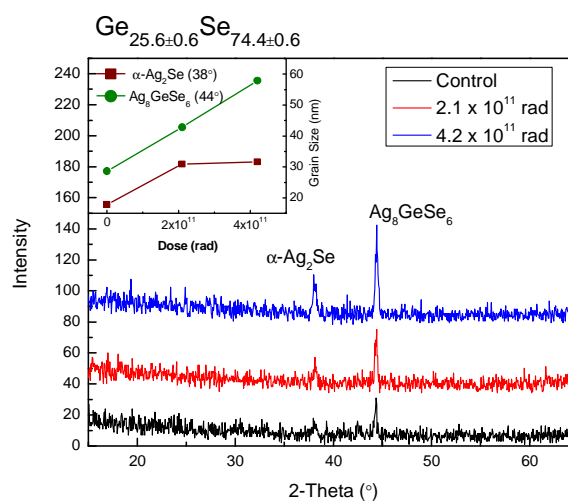 Ge25.6±0.6Se74.4±0.6
α-Ag2Se (38°)
Ag8GeSe6 (44°)
Control
2.1 x 10^11 rad
4.2 x 10^11 rad
240
220
200
180
160
140
120
100
80
60
40
20
0
Intensity
60
50
40
30
20
Grain Size (nm)
0
2x10^11
4x10^11
Dose (rad)
α-Ag2Se
Ag8GeSe6
20
30
40
50
60
2-Theta (°)